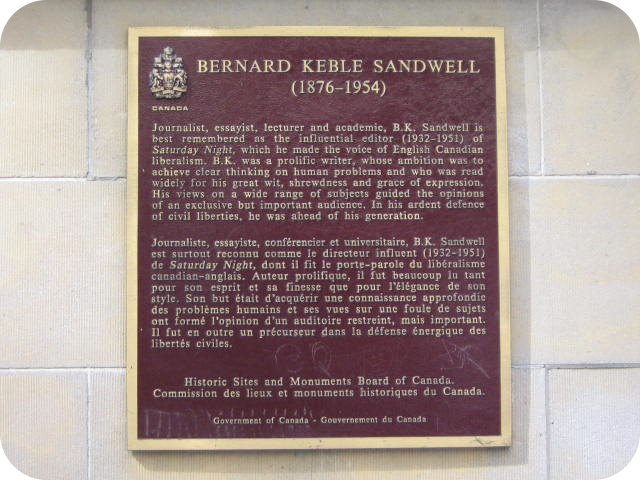 BERNARD KEBLE SANDWELL
(1876-1954)
CANADA
Journalist, essayist, lecturer and academic, B.K. Sandwell is
best remembered as the influential editor (1932-1951) of
Saturday Night, which he made the voice of English Canadian
liberalism. B.K. was a prolific writer, whose ambition was to
achieve clear thinking on human problems and who was read
widely for his great wit, shrewdness and grace of expression.
His views on a wide range of subjects guided the opinions
of an exclusive but important audience. In his ardent defence
of civil liberties, he was ahead of his generation.
Journaliste, essayiste, conférencier et universitaire, B.K. Sandwell
est surtout reconnu comme le directeur influent (1932-1951)
de Saturday Night, dont il fit le porte-parole du libéralisme
canadien-anglais. Auteur prolifique, il fut beaucoup lu tant
pour son esprit et sa finesse que pour l'élégance de son
style. Son but était d'acquérir une connaissance approfondie
des problèmes humains et ses vues sur une foule de sujets
ont formé l'opinion d'un auditoire restreint, mais important.
Il fut en outre un précurseur dans la défense énergique des
libertés civiles.
Historic Sites and Monuments Board of Canada.
Commission des lieux et monuments historiques du Canada.
Government of Canada - Gouvernement du Canada